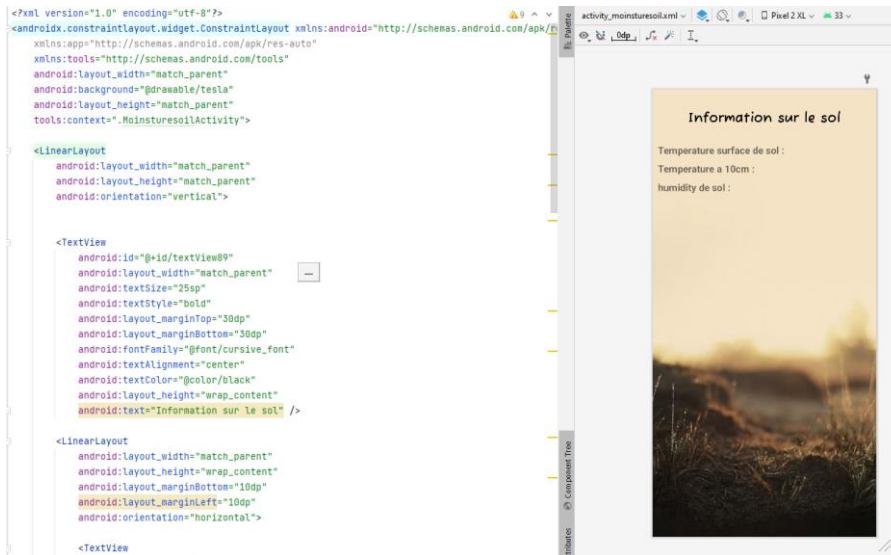 <?xml version="1.0" encoding="utf-8"?>
9
<androidx.constraintlayout.widget.ConstraintLayout xmlns:android="http://schemas.android.com/apk/r
xmlns:app="http://schemas.android.com/apk/res-auto"
xmlns:tools="http://schemas.android.com/tools"
android:layout_width="match_parent"
android:background="@drawable/tesla"
android:layout_height="match_parent"
tools:context=".MoinsturesoilActivity">
<LinearLayout
android:layout_width="match_parent"
android:layout_height="match_parent"
android:orientation="vertical">
<TextView
android:id="@+id/textView89"
android:layout_width="match_parent"
android:textSize="25sp"
android:textStyle="bold"
android:layout_marginTop="30dp"
android:layout_marginBottom="30dp"
android:fontFamily="@font/cursive_font"
android:textAlignment="center"
android:textColor="@color/black"
android:layout_height="wrap_content"
android:text="Information sur le sol" />
<LinearLayout
android:layout_width="match_parent"
android:layout_height="wrap_content"
android:layout_marginBottom="10dp"
android:layout_marginLeft="10dp"
android:orientation="horizontal">
<TextView
...
Palette
Component Tree
activity_moinsturesoil.xml
Pixel 2 XL
33
0dp
Information sur le sol
Temperature surface de sol :
Temperature a 10cm :
humidity de sol :